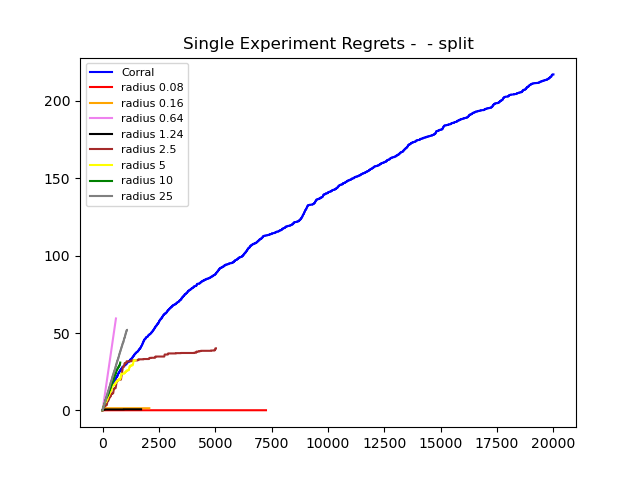 Single Experiment Regrets -  - split
Corral
radius 0.08
radius 0.16
radius 0.64
radius 1.24
radius 2.5
radius 5
radius 10
radius 25
200
150
100
50
0
0 2500 5000 7500 10000 12500 15000 17500 20000